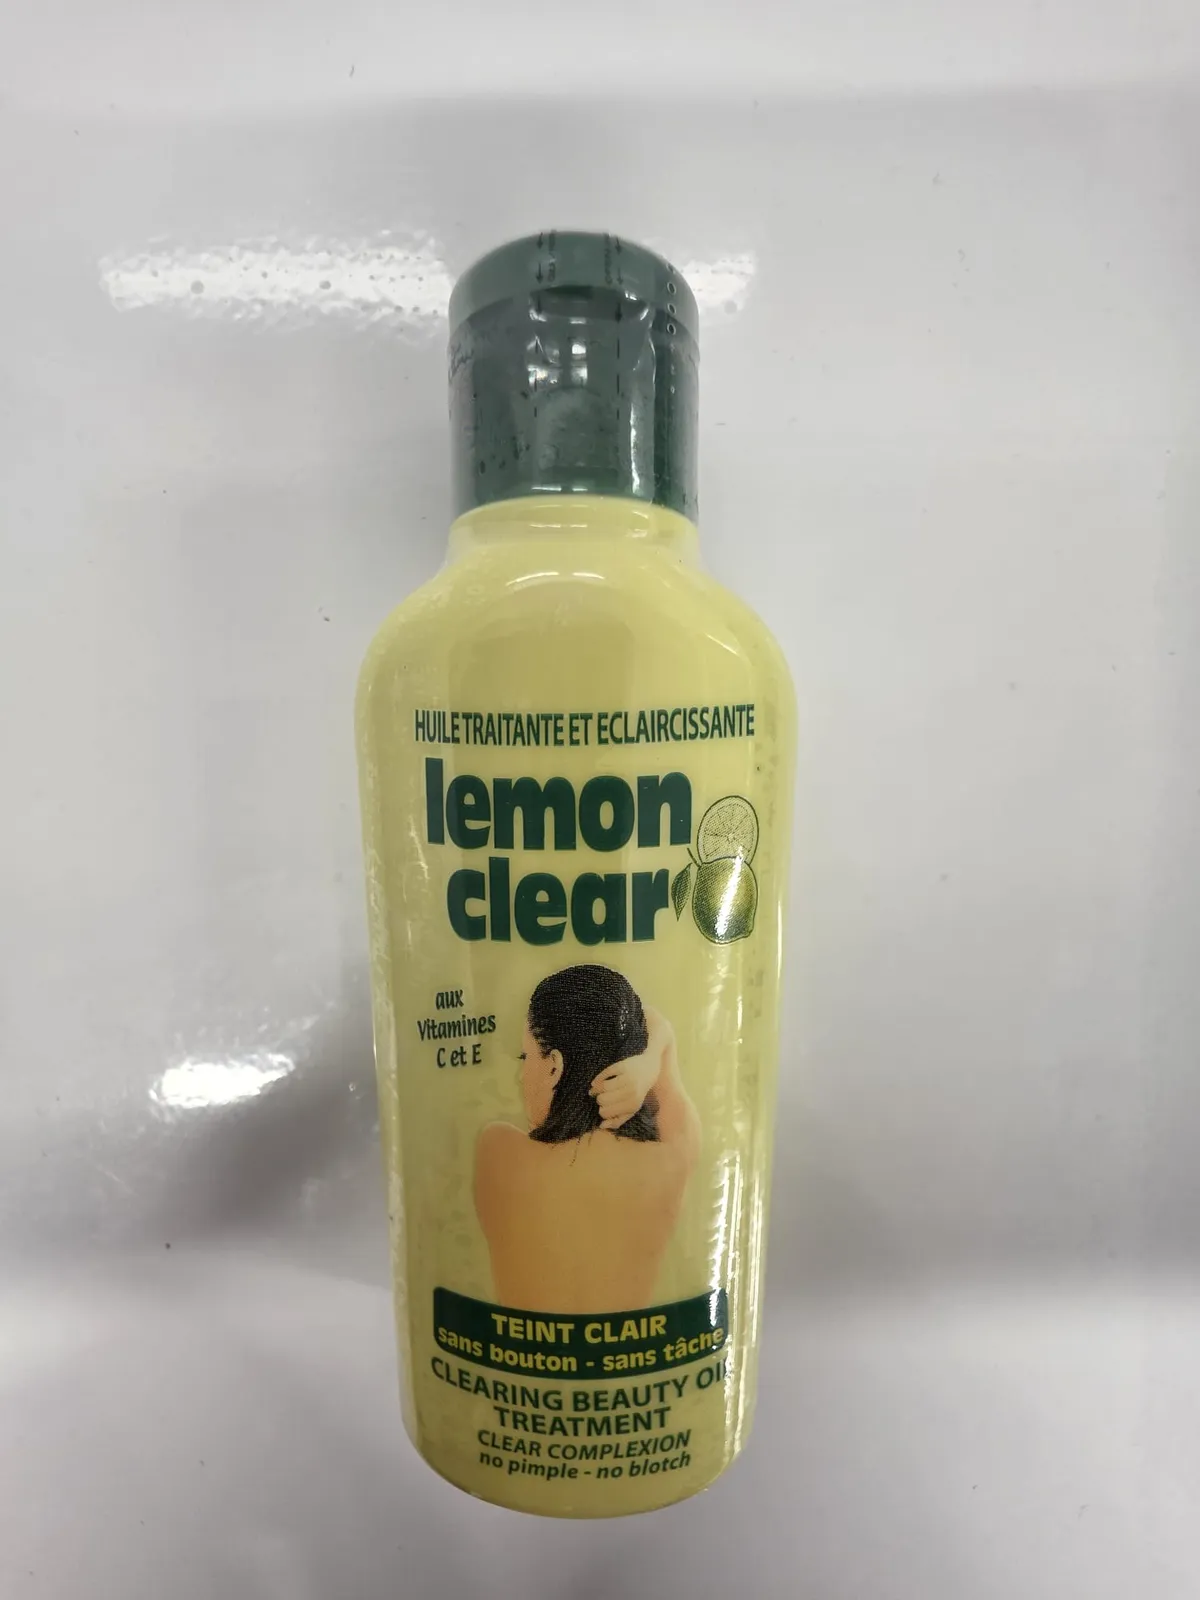 HUILE TRAITANTE ET ECLAIRCISSANTE
lemon
clear
aux
Vitamines
C et E
TEINT CLAIR
sans bouton - sans tâche
CLEARING BEAUTY OIL
TREATMENT
CLEAR COMPLEXION
no pimple - no blotch